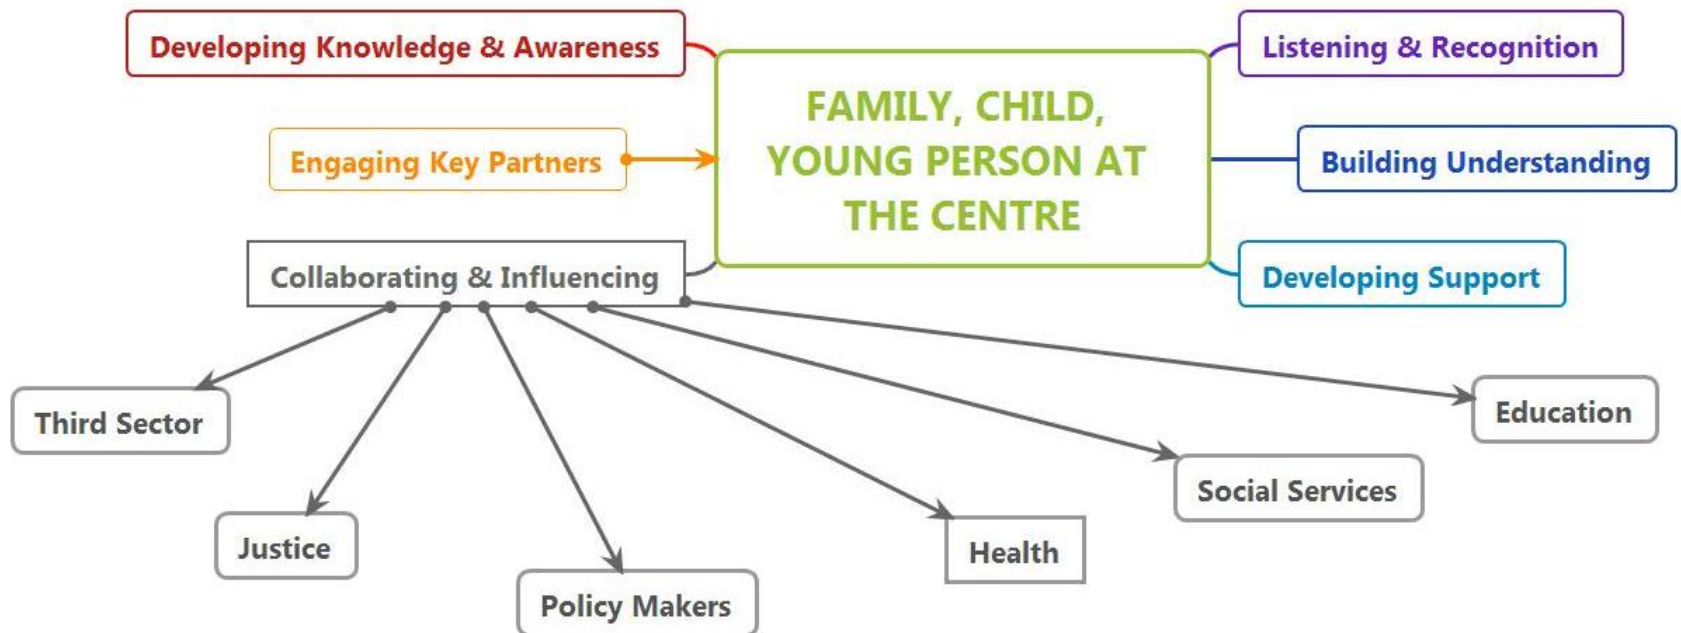 Developing Knowledge & Awareness
Listening & Recognition
FAMILY, CHILD,
YOUNG PERSON AT
THE CENTRE
Engaging Key Partners
Building Understanding
Collaborating & Influencing
Developing Support
Third Sector
Education
Social Services
Justice
Health
Policy Makers